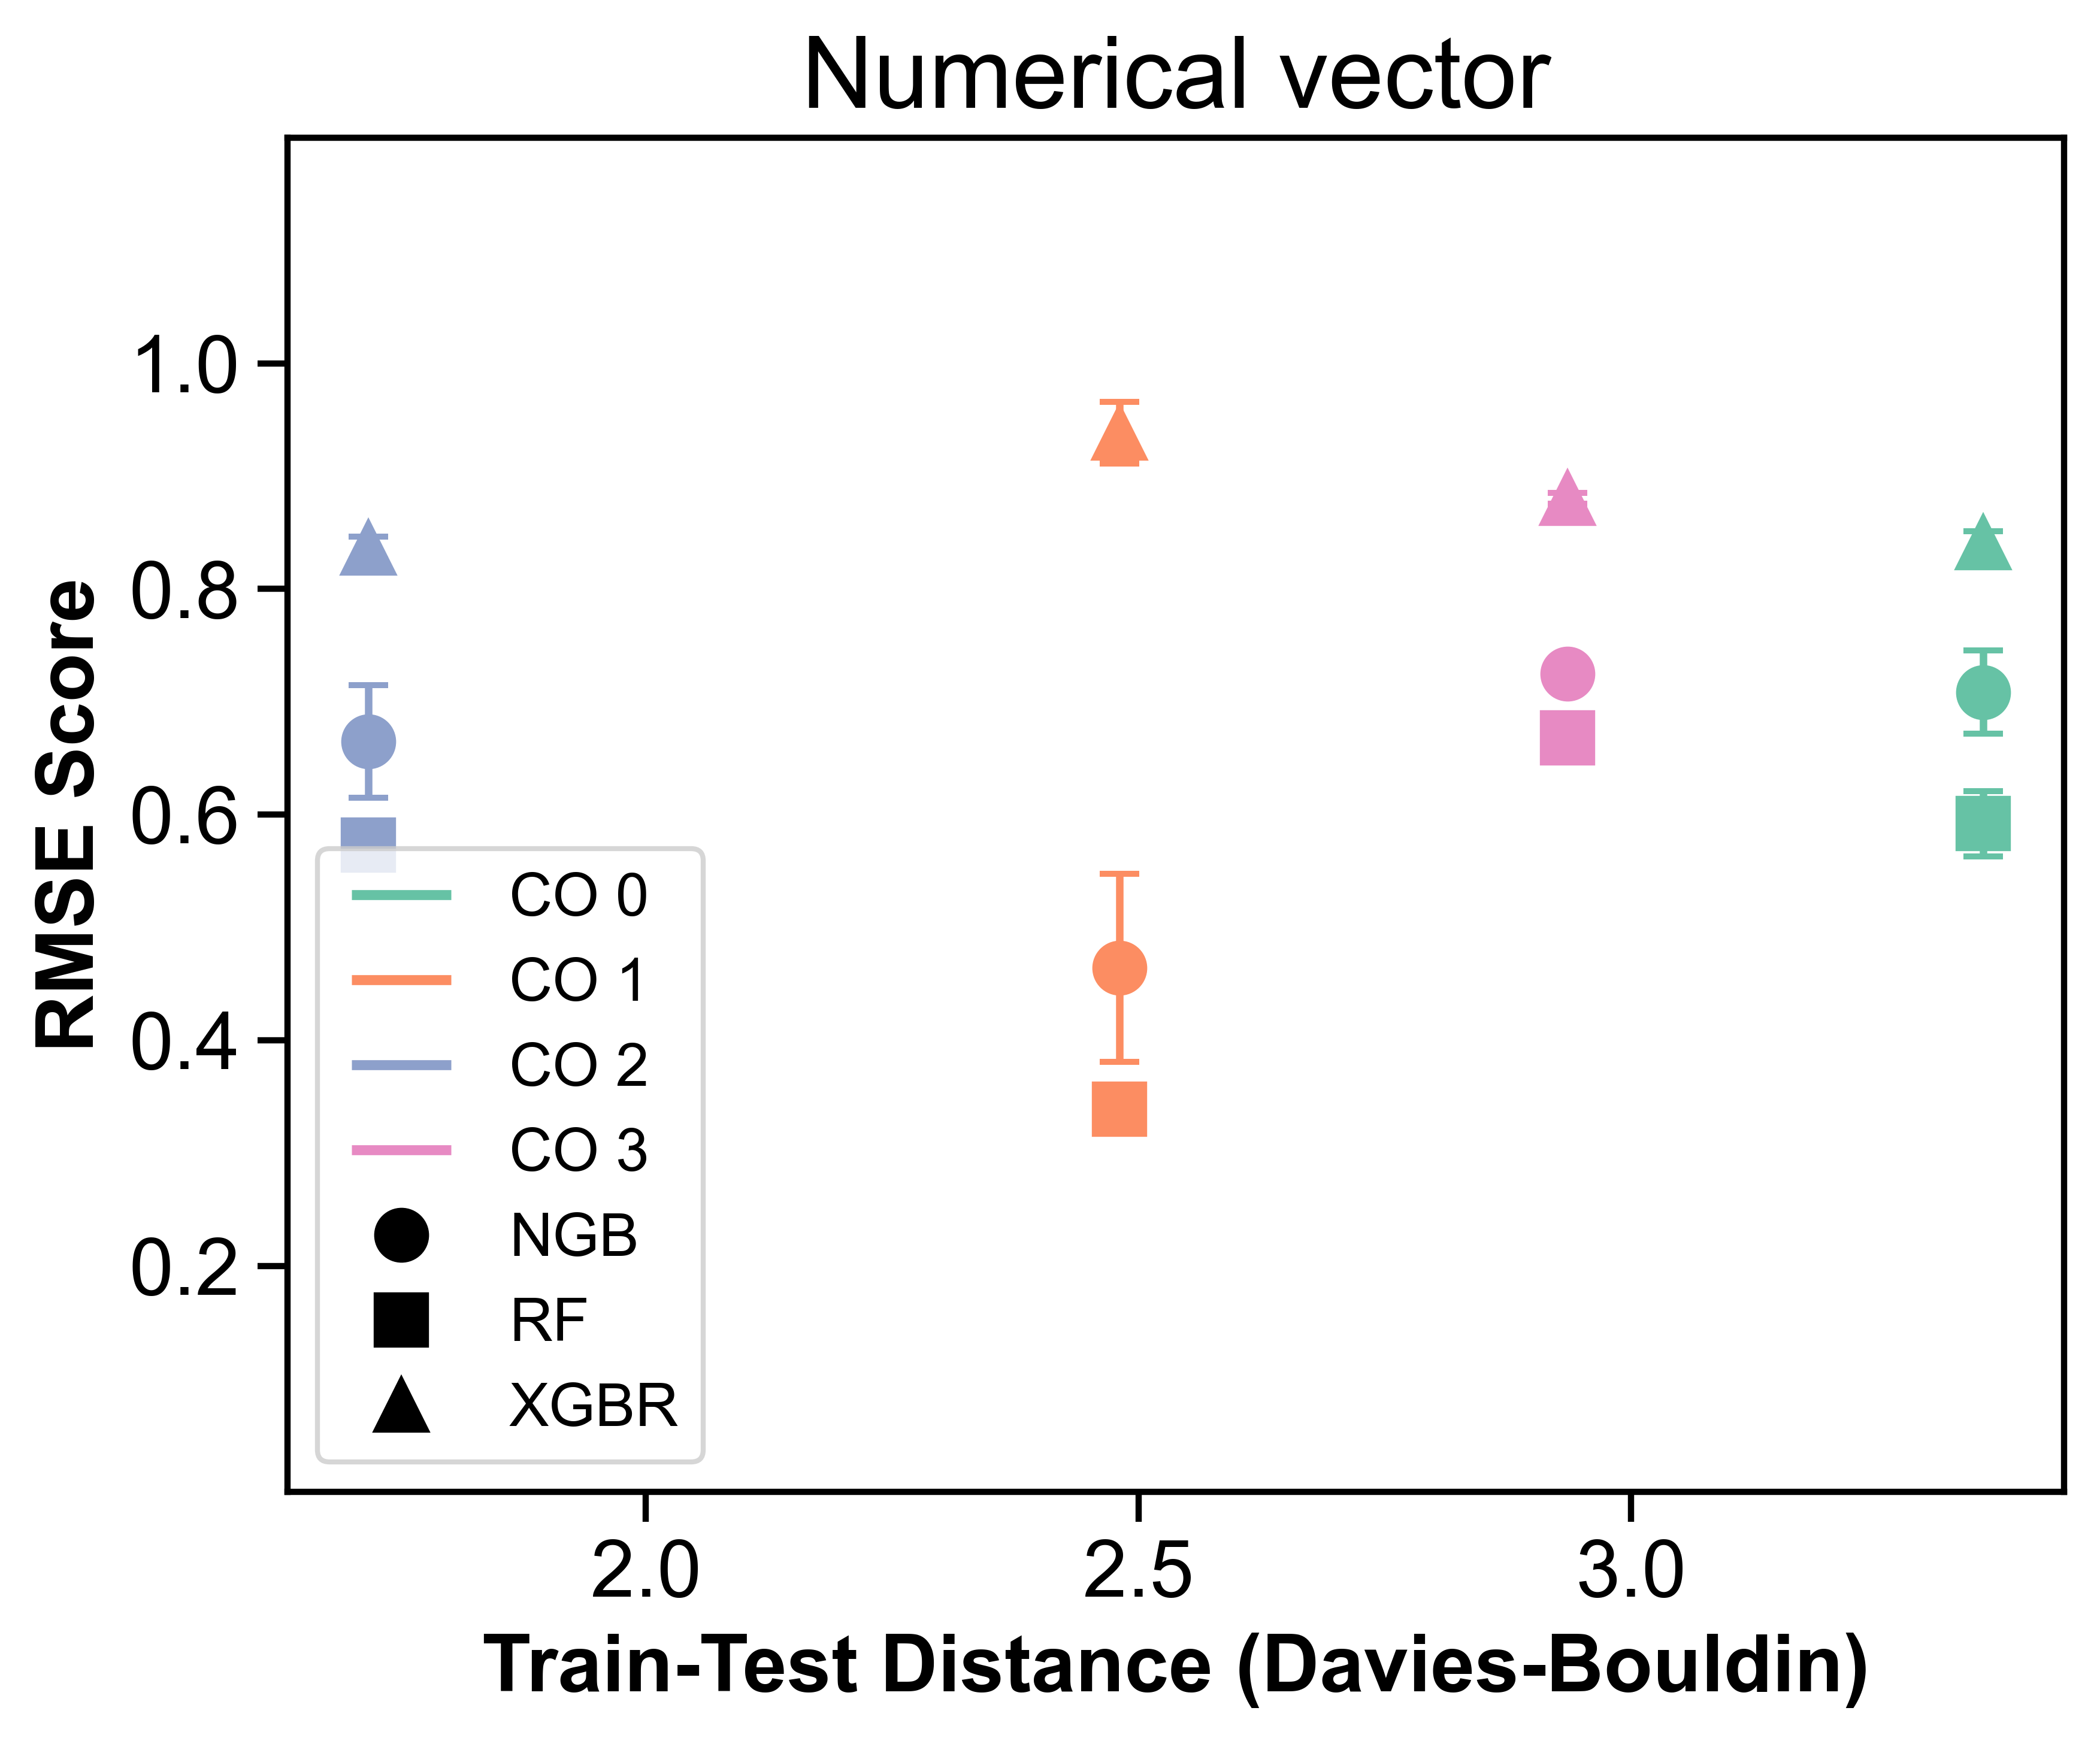 Numerical vector
RMSE Score
1.0
0.8
0.6
0.4
0.2
CO 0
CO 1
CO 2
CO 3
NGB
RF
XGBR
2.0 2.5 3.0
Train-Test Distance (Davies-Bouldin)